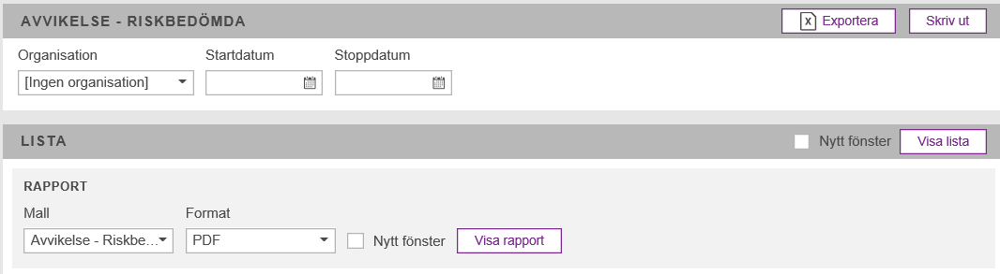 AVVIKELSE - RISKBEDÖMDA Exportera Skriv ut
Organisation Startdatum Stoppdatum
[Ingen organisation]
LISTA Nytt fönster Visa lista
RAPPORT
Mall Format
Avvikelse - Riskbe... PDF Nytt fönster Visa rapport